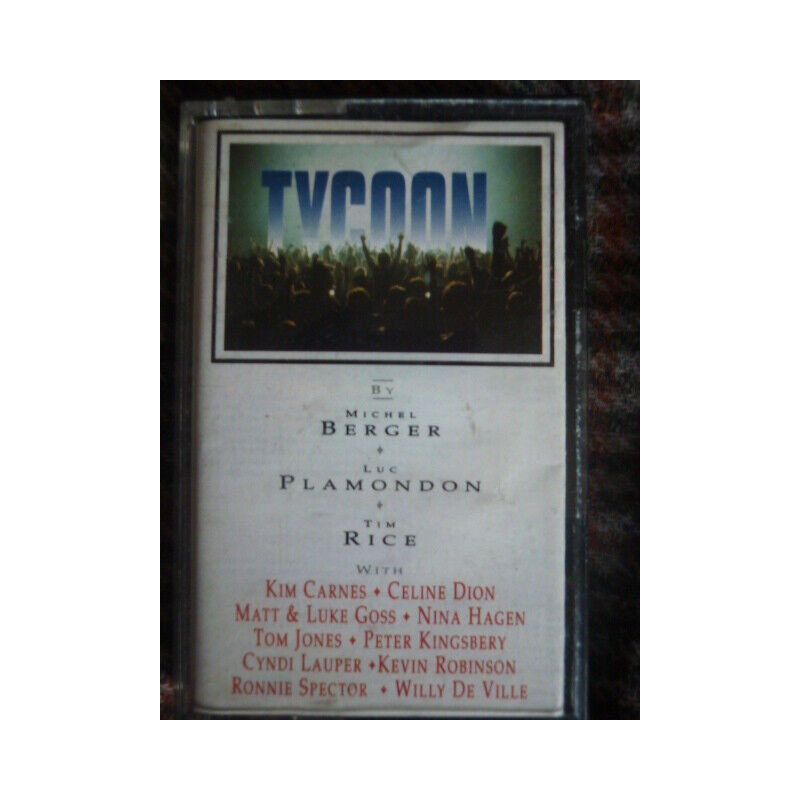 TYCOON
BY
MICHEL
BERGER
LUC
PLAMONDON
TIM
RICE
WITH
KIM CARNES ♦ CELINE DION
MATT & LUKE GOSS ♦ NINA HAGEN
TOM JONES ♦ PETER KINGSBERY
CYNDI LAUPER ♦ KEVIN ROBINSON
RONNIE SPECTOR ♦ WILLY DE VILLE